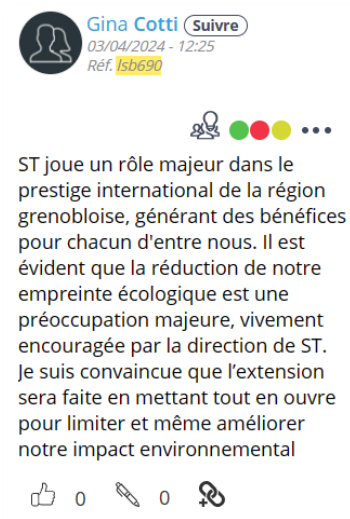 Gina Cotti Suivre
03/04/2024 - 12:25
Réf. lsb690
ST joue un rôle majeur dans le
prestige international de la région
grenobloise, générant des bénéfices
pour chacun d'entre nous. Il est
évident que la réduction de notre
empreinte écologique est une
préoccupation majeure, vivement
encouragée par la direction de ST.
Je suis convaincue que l’extension
sera faite en mettant tout en ouvre
pour limiter et même améliorer
notre impact environnemental
0 0